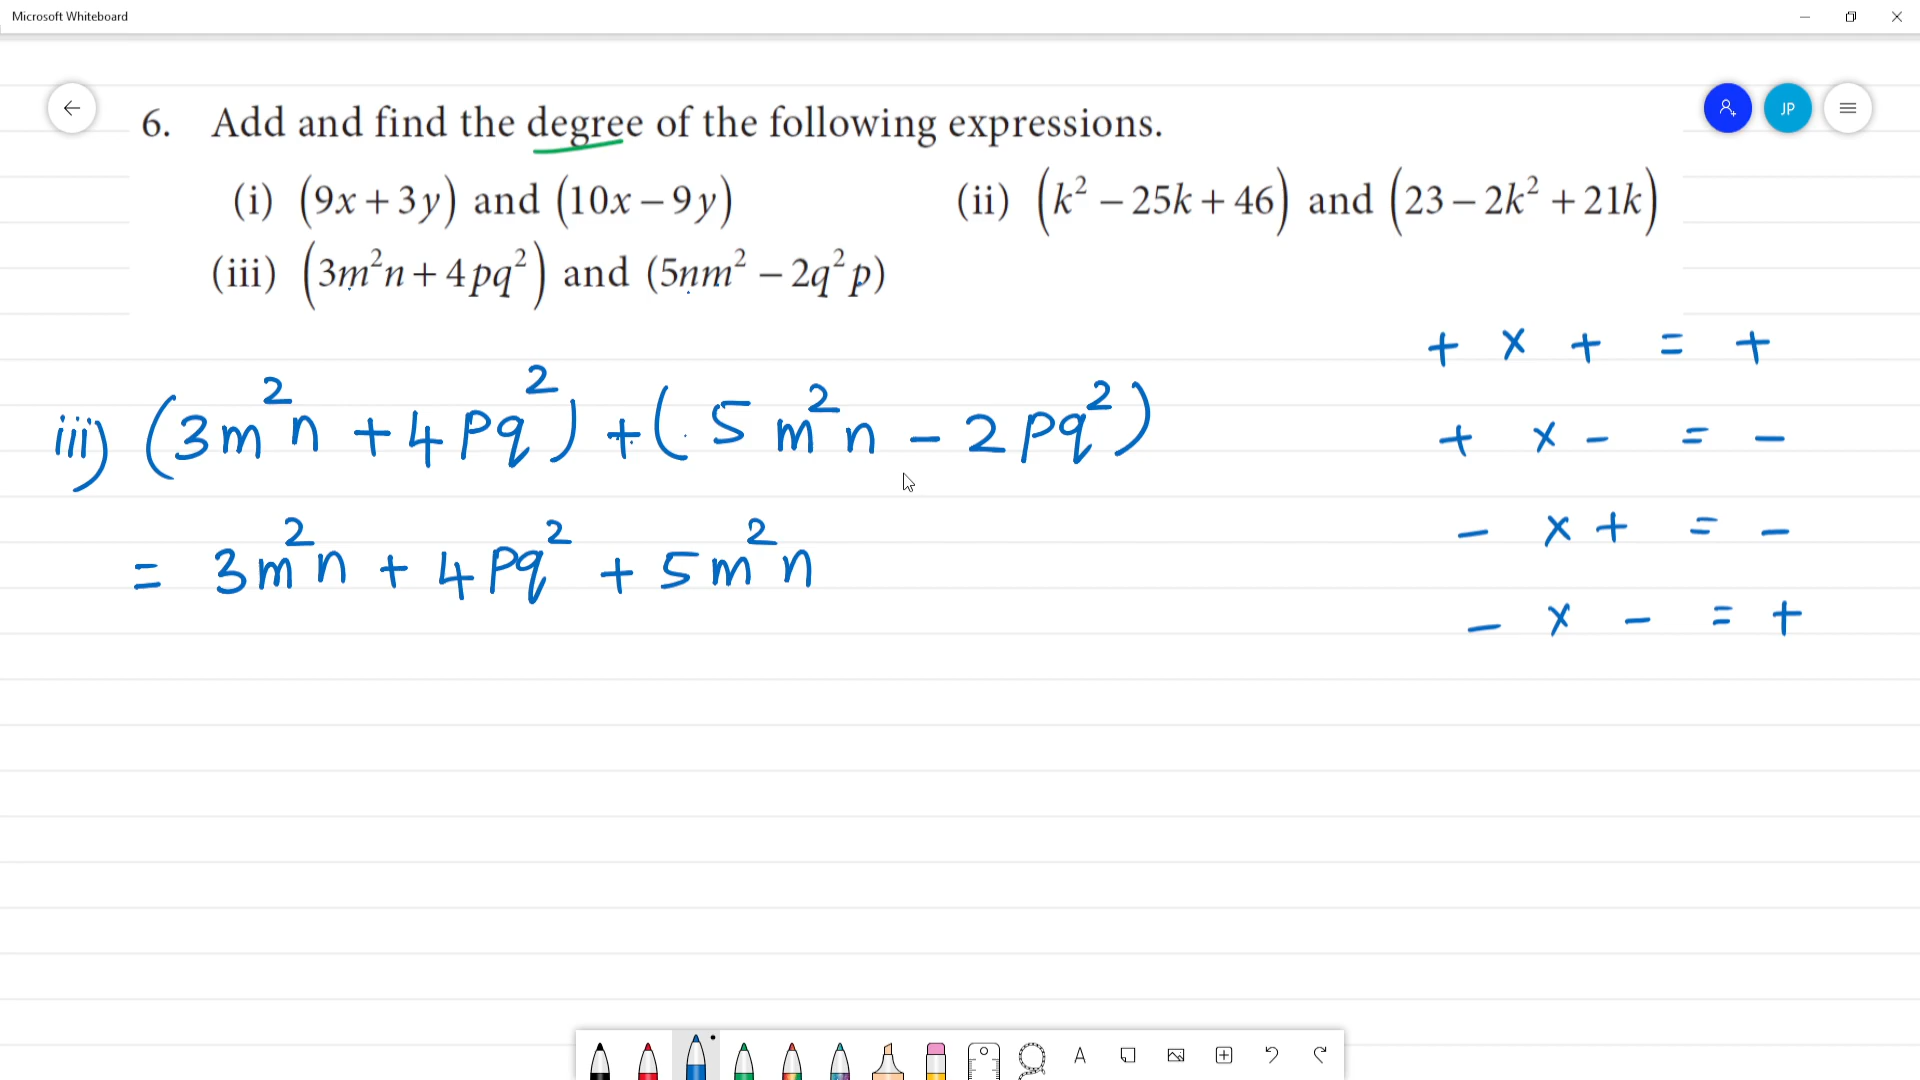 Microsoft Whiteboard
JP
6. Add and find the degree of the following expressions.
(i) (9x + 3y) and (10x − 9y) (ii) (k² − 25k + 46) and (23 − 2k² + 21k)
(iii) (3m²n + 4pq²) and (5nm² − 2q²p)
iii) (3m²n + 4pq²) + (5m²n − 2pq²)
= 3m²n + 4pq² + 5m²n
+ × + = +
+ × − = −
− × + = −
− × − = +
A